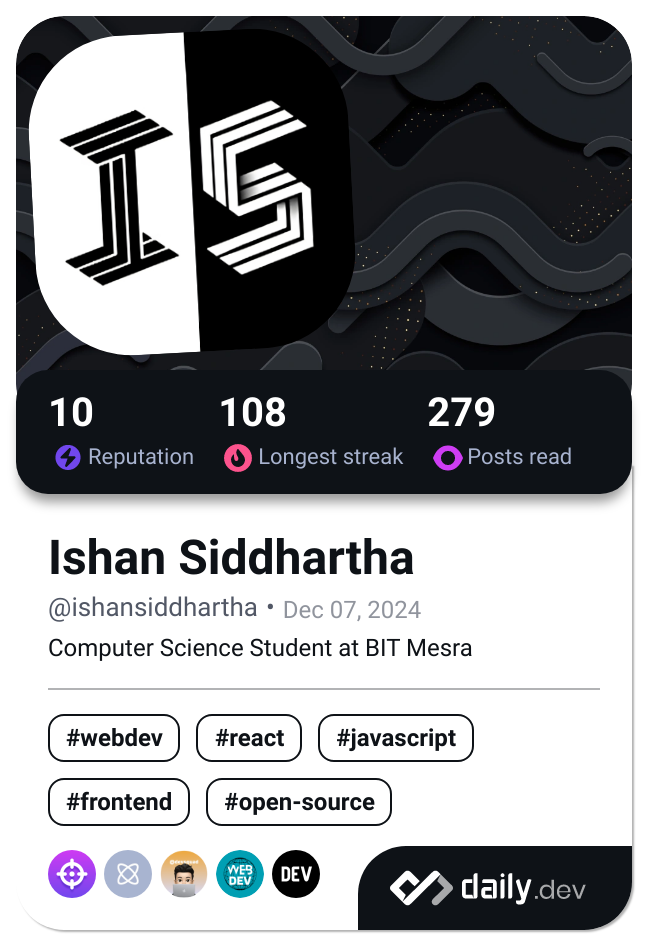 IS
10 108 279
Reputation Longest streak Posts read
Ishan Siddhartha
@ishansiddhartha • Dec 07, 2024
Computer Science Student at BIT Mesra
#webdev #react #javascript
#frontend #open-source
WEB
DEV
DEV
daily.dev